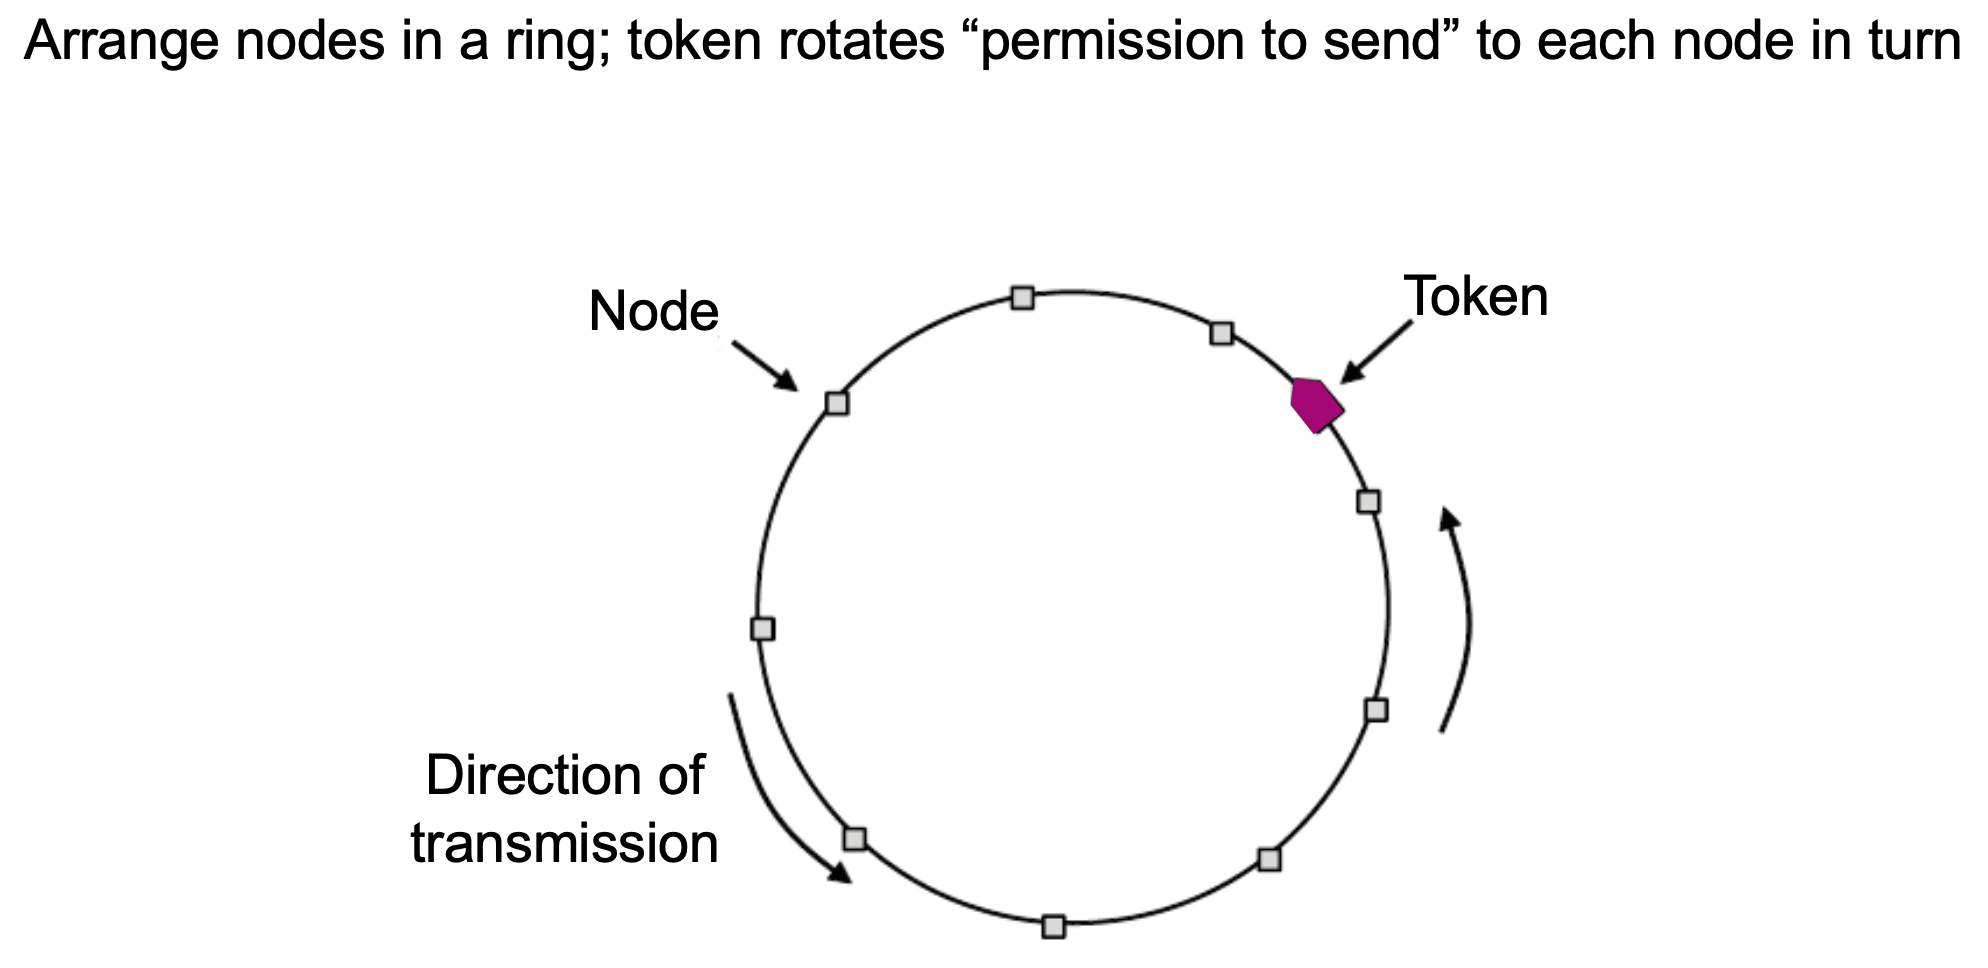 Arrange nodes in a ring; token rotates “permission to send” to each node in turn
Node
Token
Direction of
transmission